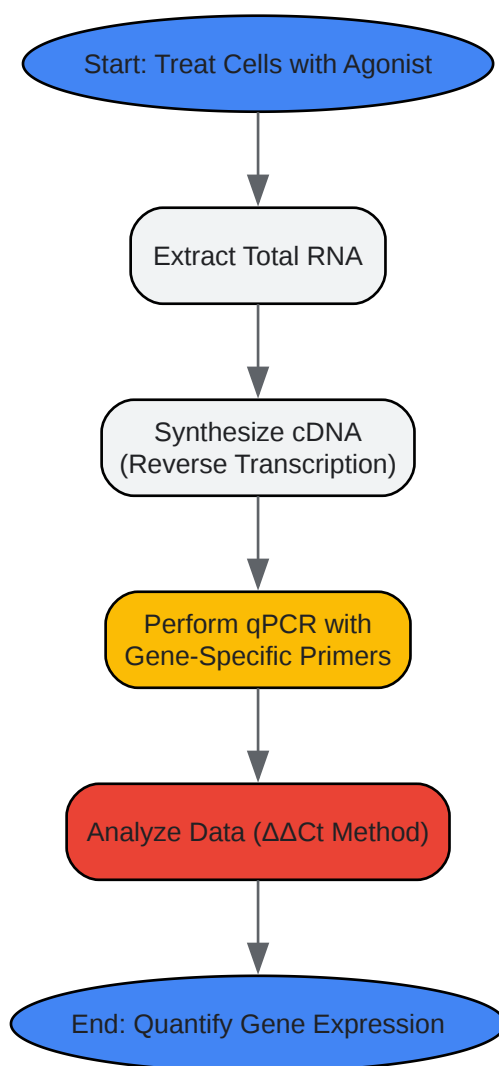 Start: Treat Cells with Agonist
Extract Total RNA
Synthesize cDNA
(Reverse Transcription)
Perform qPCR with
Gene-Specific Primers
Analyze Data (ΔΔCt Method)
End: Quantify Gene Expression